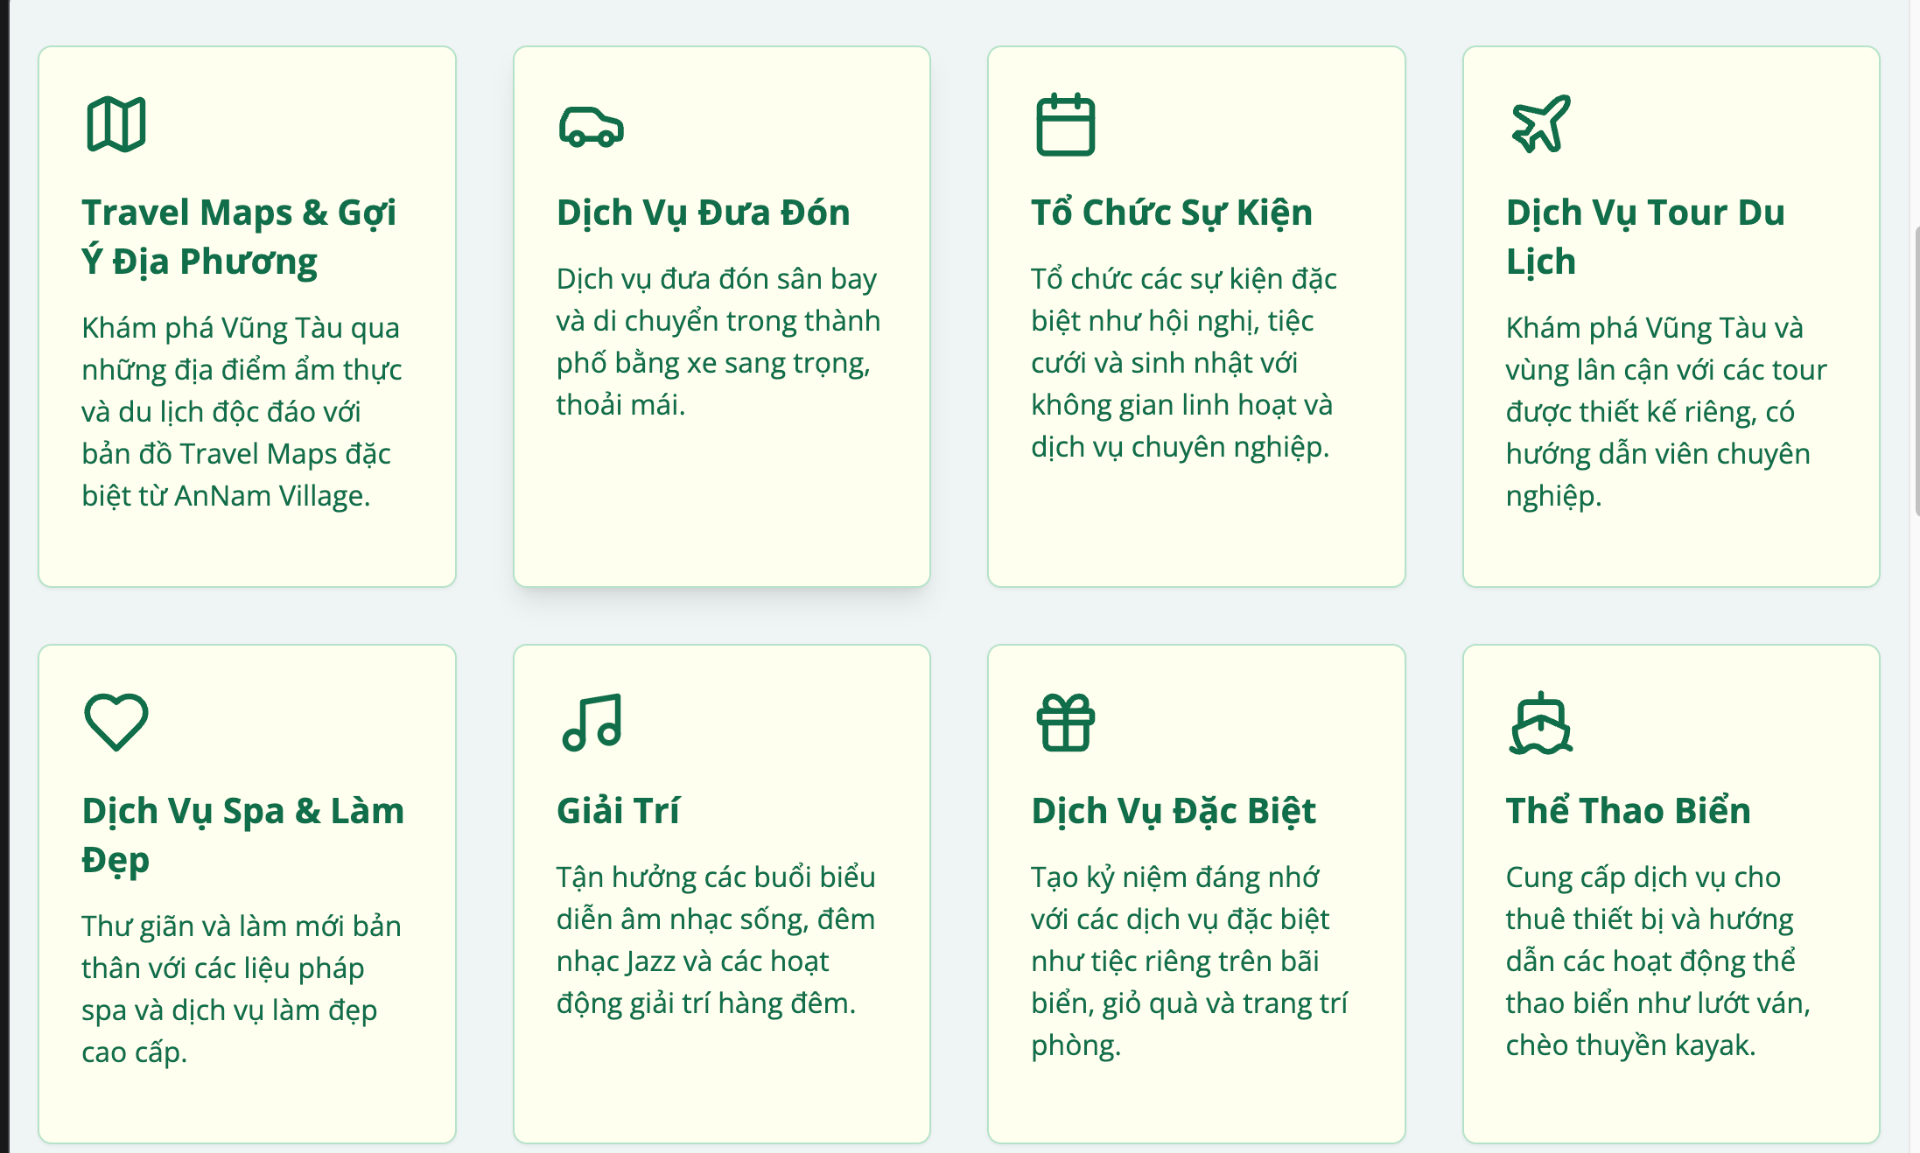 Travel Maps & Gợi
Ý Địa Phương
Khám phá Vũng Tàu qua
những địa điểm ẩm thực
và du lịch độc đáo với
bản đồ Travel Maps đặc
biệt từ AnNam Village.
Dịch Vụ Đưa Đón
Dịch vụ đưa đón sân bay
và di chuyển trong thành
phố bằng xe sang trọng,
thoải mái.
Tổ Chức Sự Kiện
Tổ chức các sự kiện đặc
biệt như hội nghị, tiệc
cưới và sinh nhật với
không gian linh hoạt và
dịch vụ chuyên nghiệp.
Dịch Vụ Tour Du
Lịch
Khám phá Vũng Tàu và
vùng lân cận với các tour
được thiết kế riêng, có
hướng dẫn viên chuyên
nghiệp.
Dịch Vụ Spa & Làm
Đẹp
Thư giãn và làm mới bản
thân với các liệu pháp
spa và dịch vụ làm đẹp
cao cấp.
Giải Trí
Tận hưởng các buổi biểu
diễn âm nhạc sống, đêm
nhạc Jazz và các hoạt
động giải trí hàng đêm.
Dịch Vụ Đặc Biệt
Tạo kỷ niệm đáng nhớ
với các dịch vụ đặc biệt
như tiệc riêng trên bãi
biển, giỏ quà và trang trí
phòng.
Thể Thao Biển
Cung cấp dịch vụ cho
thuê thiết bị và hướng
dẫn các hoạt động thể
thao biển như lướt ván,
chèo thuyền kayak.